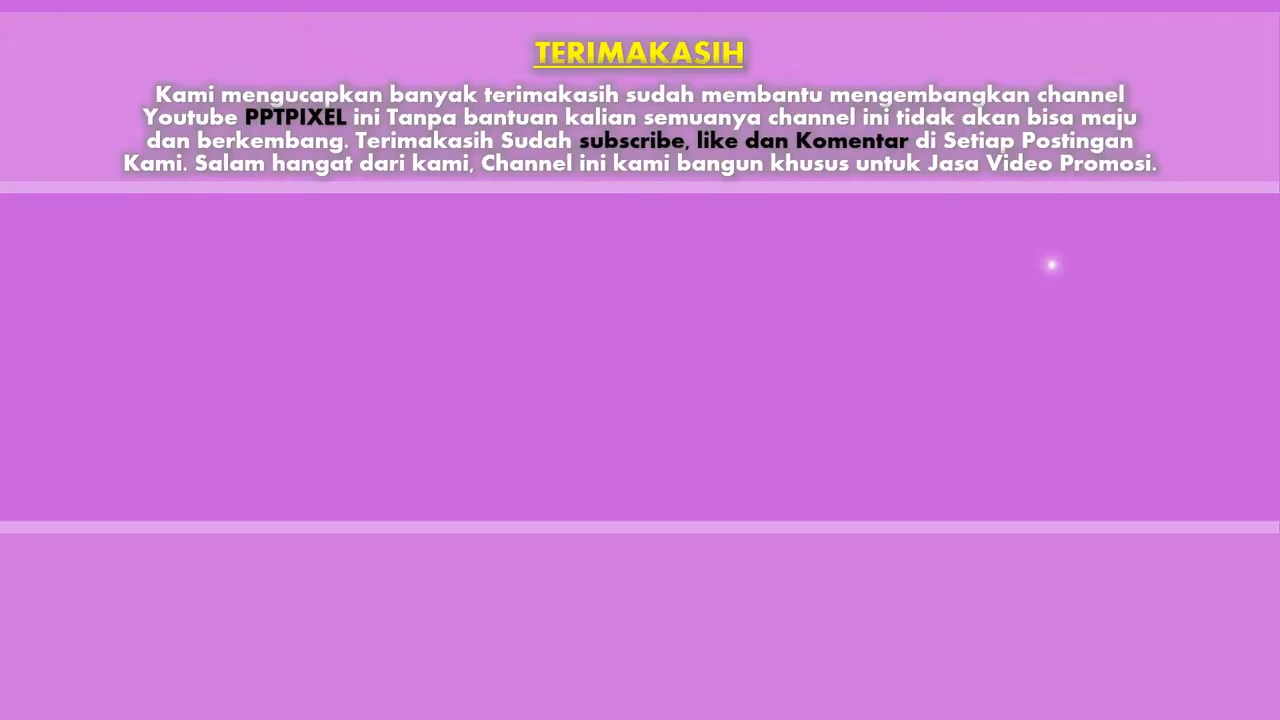 TERIMAKASIH
Kami mengucapkan banyak terimakasih sudah membantu mengembangkan channel
Youtube PPTPIXEL ini Tanpa bantuan kalian semuanya channel ini tidak akan bisa maju
dan berkembang. Terimakasih Sudah subscribe, like dan Komentar di Setiap Postingan
Kami. Salam hangat dari kami, Channel ini kami bangun khusus untuk Jasa Video Promosi.